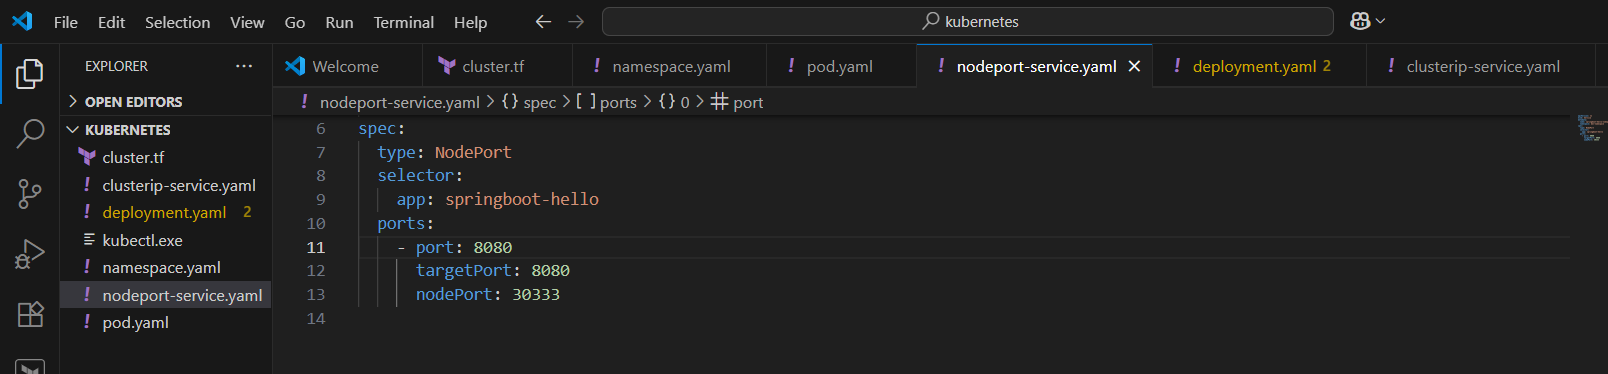 File Edit Selection View Go Run Terminal Help kubernetes
EXPLORER ...
Welcome cluster.tf namespace.yaml pod.yaml nodeport-service.yaml deployment.yaml 2 clusterip-service.yaml
OPEN EDITORS
KUBERNETES
cluster.tf
clusterip-service.yaml
deployment.yaml 2
kubectl.exe
namespace.yaml
nodeport-service.yaml
pod.yaml
! nodeport-service.yaml > {} spec > [ ] ports > {} 0 > # port
6 spec:
7 type: NodePort
8 selector:
9 app: springboot-hello
10 ports:
11 - port: 8080
12 targetPort: 8080
13 nodePort: 30333
14